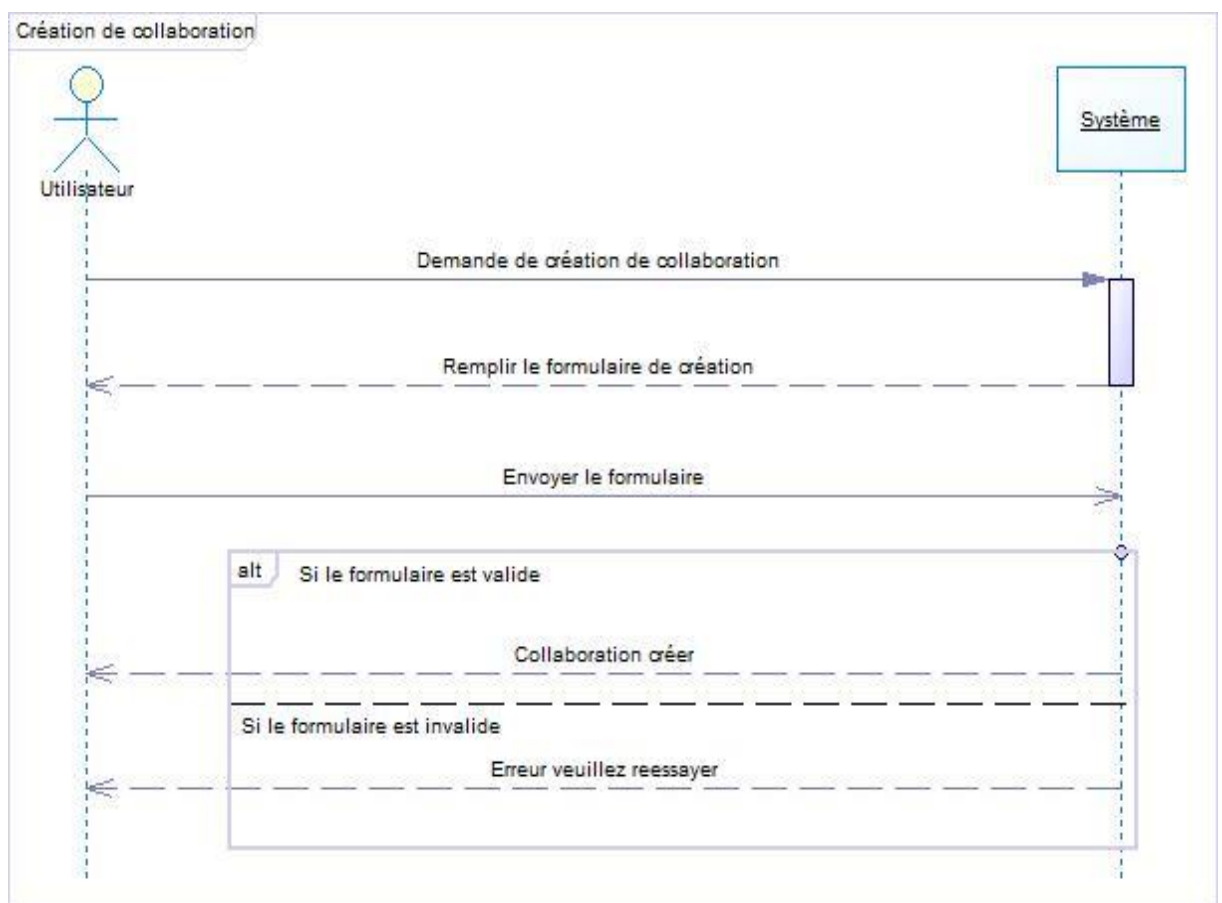 Création de collaboration
Système
Utilisateur
Demande de création de collaboration
Remplir le formulaire de création
Envoyer le formulaire
alt
Si le formulaire est valide
Collaboration créer
Si le formulaire est invalide
Erreur veuillez reessayer